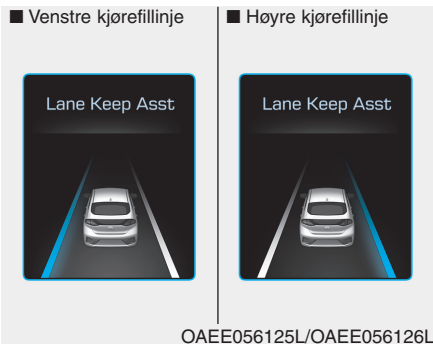 ■ Venstre kjørefillinje
■ Høyre kjørefillinje
Lane Keep Asst
Lane Keep Asst
OAEE056125L/OAEE056126L